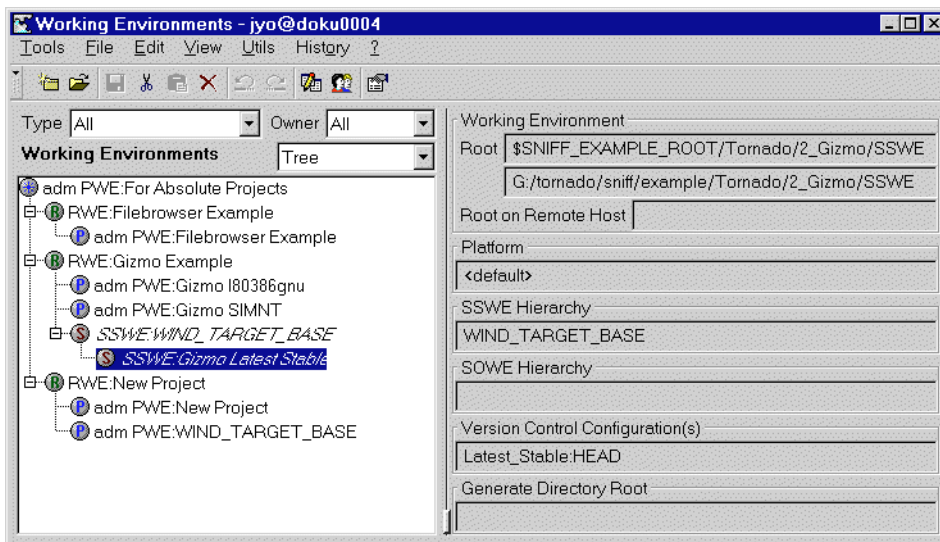 Working Environments - jyo@doku0004
Tools File Edit View Utils History ?
Type All Owner All
Working Environments Tree
adm PWE:For Absolute Projects
R RWE:Filebrowser Example
P adm PWE:Filebrowser Example
R RWE:Gizmo Example
P adm PWE:Gizmo I80386gnu
P adm PWE:Gizmo SIMNT
S SSWE:WIND_TARGET_BASE
S SSWE:Gizmo Latest Stable
R RWE:New Project
P adm PWE:New Project
P adm PWE:WIND_TARGET_BASE
Working Environment
Root $SNIFF_EXAMPLE_ROOT/Tornado/2_Gizmo/SSWE
G:/tornado/sniff/example/Tornado/2_Gizmo/SSWE
Root on Remote Host
Platform
<default>
SSWE Hierarchy
WIND_TARGET_BASE
SOWE Hierarchy
Version Control Configuration(s)
Latest_Stable:HEAD
Generate Directory Root